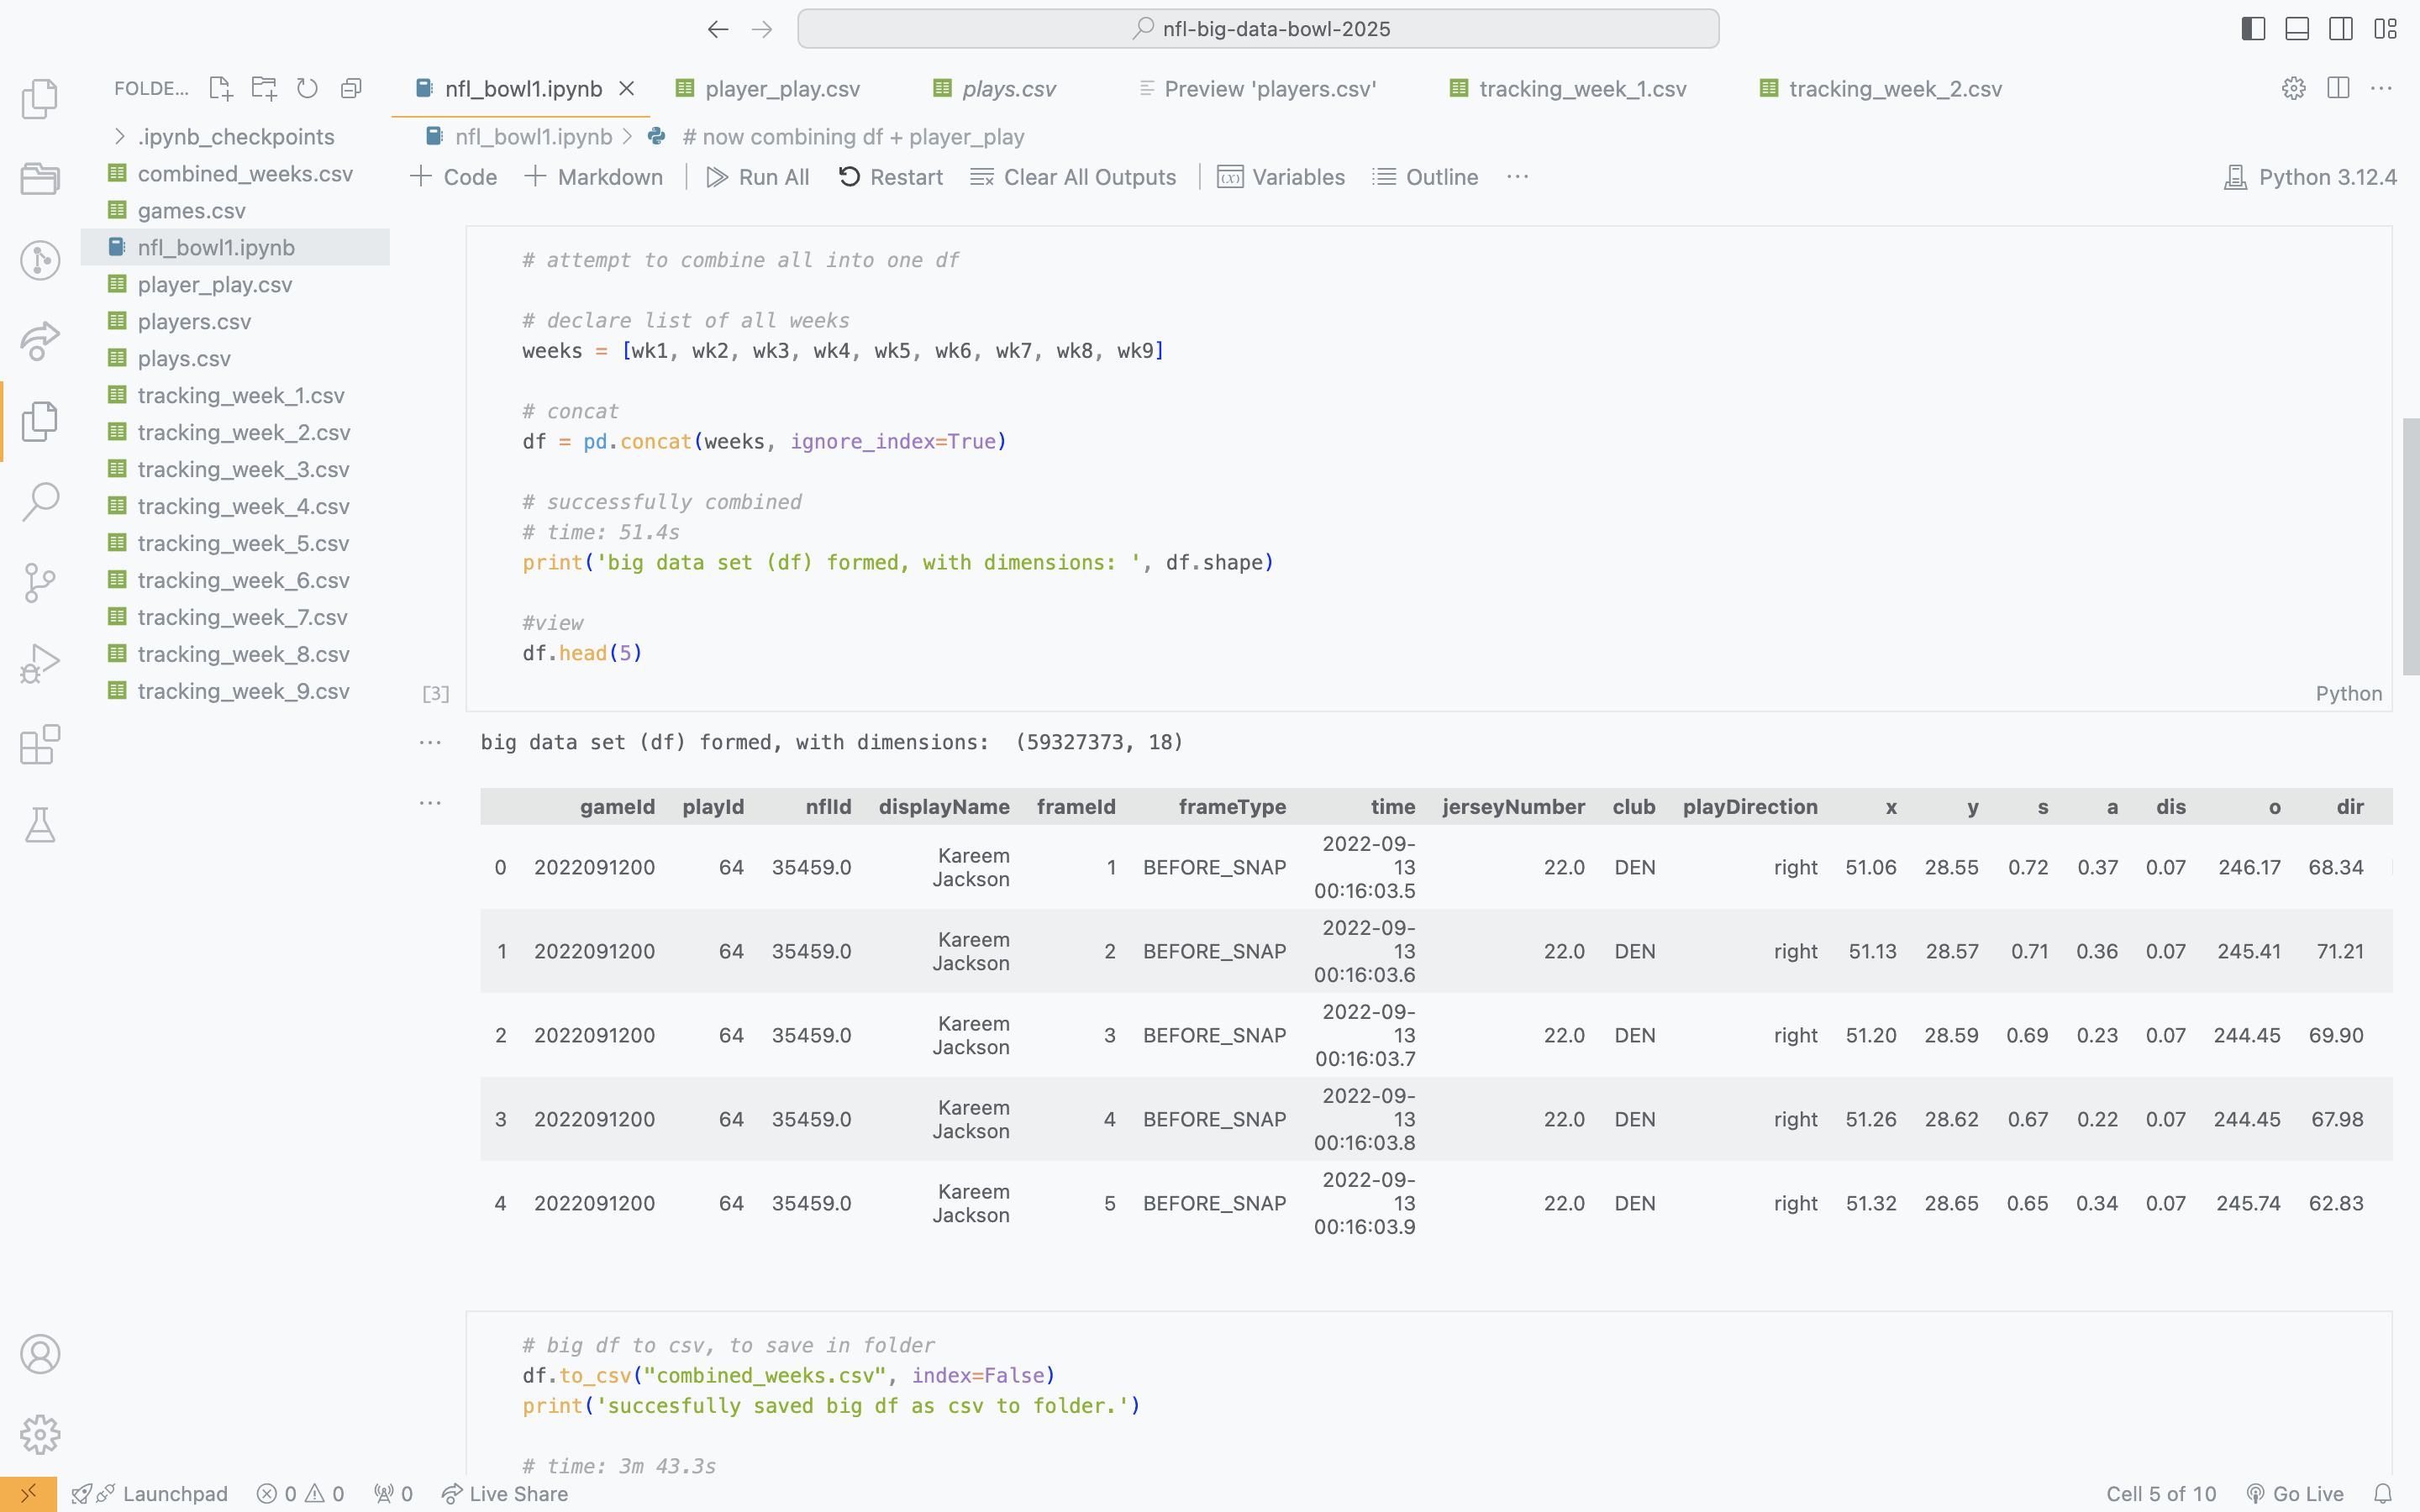 nfl-big-data-bowl-2025
FOLDE...
nfl_bowl1.ipynb
player_play.csv
plays.csv
Preview 'players.csv'
tracking_week_1.csv
tracking_week_2.csv
.ipynb_checkpoints
combined_weeks.csv
games.csv
nfl_bowl1.ipynb
player_play.csv
players.csv
plays.csv
tracking_week_1.csv
tracking_week_2.csv
tracking_week_3.csv
tracking_week_4.csv
tracking_week_5.csv
tracking_week_6.csv
tracking_week_7.csv
tracking_week_8.csv
tracking_week_9.csv
nfl_bowl1.ipynb > # now combining df + player_play
+ Code + Markdown Run All Restart Clear All Outputs (x) Variables Outline ... Python 3.12.4
# attempt to combine all into one df
# declare list of all weeks
weeks = [wk1, wk2, wk3, wk4, wk5, wk6, wk7, wk8, wk9]
# concat
df = pd.concat(weeks, ignore_index=True)
# successfully combined
# time: 51.4s
print('big data set (df) formed, with dimensions: ', df.shape)
#view
df.head(5)
[3] Python
... big data set (df) formed, with dimensions:  (59327373, 18)
... gameId playId nflId displayName frameId frameType time jerseyNumber club playDirection x y s a dis o dir
0 2022091200 64 35459.0 Kareem Jackson 1 BEFORE_SNAP 2022-09-13 00:16:03.5 22.0 DEN right 51.06 28.55 0.72 0.37 0.07 246.17 68.34
1 2022091200 64 35459.0 Kareem Jackson 2 BEFORE_SNAP 2022-09-13 00:16:03.6 22.0 DEN right 51.13 28.57 0.71 0.36 0.07 245.41 71.21
2 2022091200 64 35459.0 Kareem Jackson 3 BEFORE_SNAP 2022-09-13 00:16:03.7 22.0 DEN right 51.20 28.59 0.69 0.23 0.07 244.45 69.90
3 2022091200 64 35459.0 Kareem Jackson 4 BEFORE_SNAP 2022-09-13 00:16:03.8 22.0 DEN right 51.26 28.62 0.67 0.22 0.07 244.45 67.98
4 2022091200 64 35459.0 Kareem Jackson 5 BEFORE_SNAP 2022-09-13 00:16:03.9 22.0 DEN right 51.32 28.65 0.65 0.34 0.07 245.74 62.83
# big df to csv, to save in folder
df.to_csv("combined_weeks.csv", index=False)
print('succesfully saved big df as csv to folder.')
# time: 3m 43.3s
Launchpad 0 0 0 Live Share Cell 5 of 10 Go Live